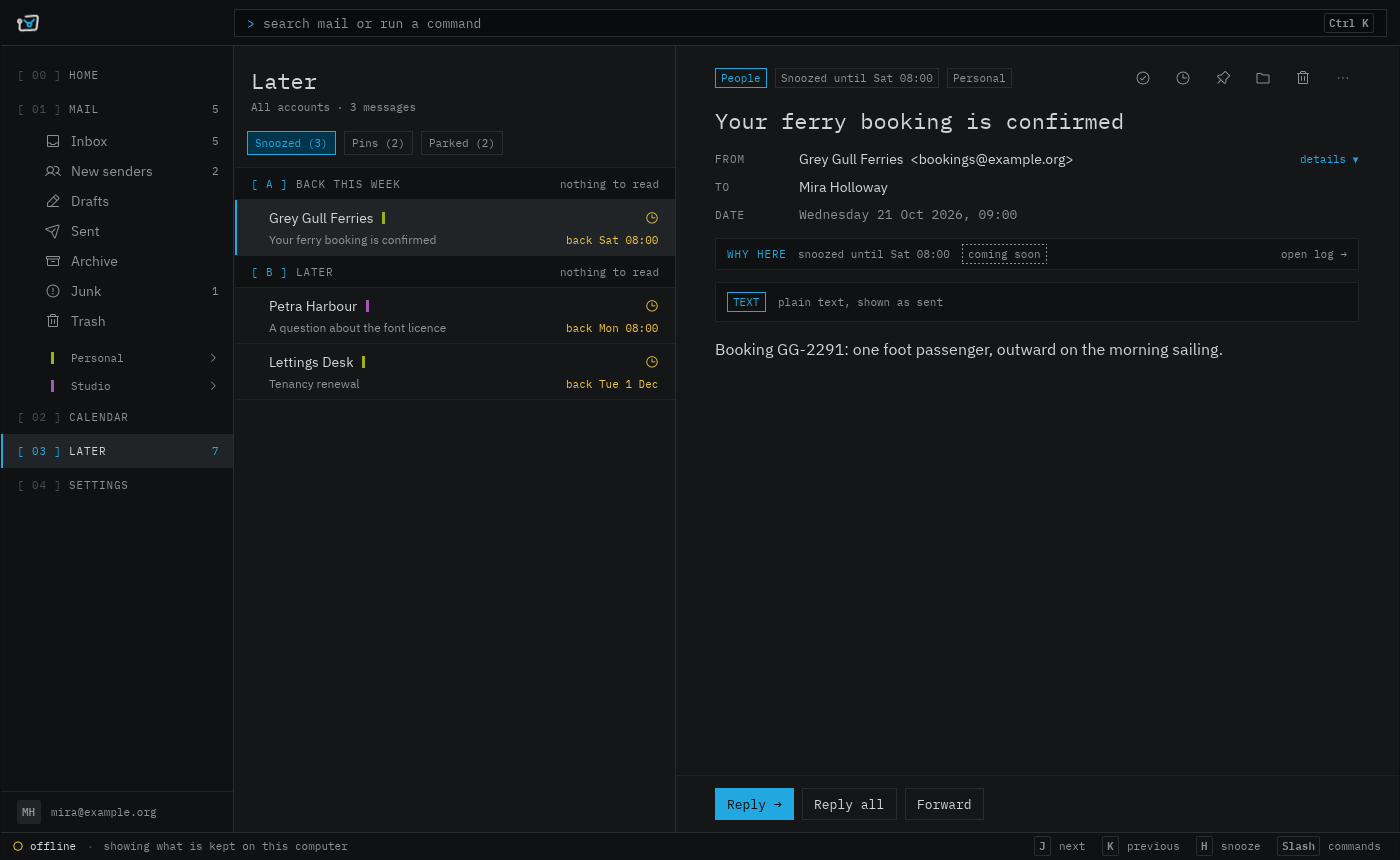 > search mail or run a command Ctrl K
[ 00 ] HOME
[ 01 ] MAIL 5
Inbox 5
New senders 2
Drafts
Sent
Archive
Junk 1
Trash
Personal
Studio
[ 02 ] CALENDAR
[ 03 ] LATER 7
[ 04 ] SETTINGS
MH mira@example.org
Later
All accounts · 3 messages
Snoozed (3) Pins (2) Parked (2)
[ A ] BACK THIS WEEK nothing to read
Grey Gull Ferries
Your ferry booking is confirmed back Sat 08:00
[ B ] LATER nothing to read
Petra Harbour
A question about the font licence back Mon 08:00
Lettings Desk
Tenancy renewal back Tue 1 Dec
People Snoozed until Sat 08:00 Personal
Your ferry booking is confirmed
FROM Grey Gull Ferries <bookings@example.org> details ▾
TO Mira Holloway
DATE Wednesday 21 Oct 2026, 09:00
WHY HERE snoozed until Sat 08:00 coming soon open log →
TEXT plain text, shown as sent
Booking GG-2291: one foot passenger, outward on the morning sailing.
Reply → Reply all Forward
offline · showing what is kept on this computer J next K previous H snooze Slash commands